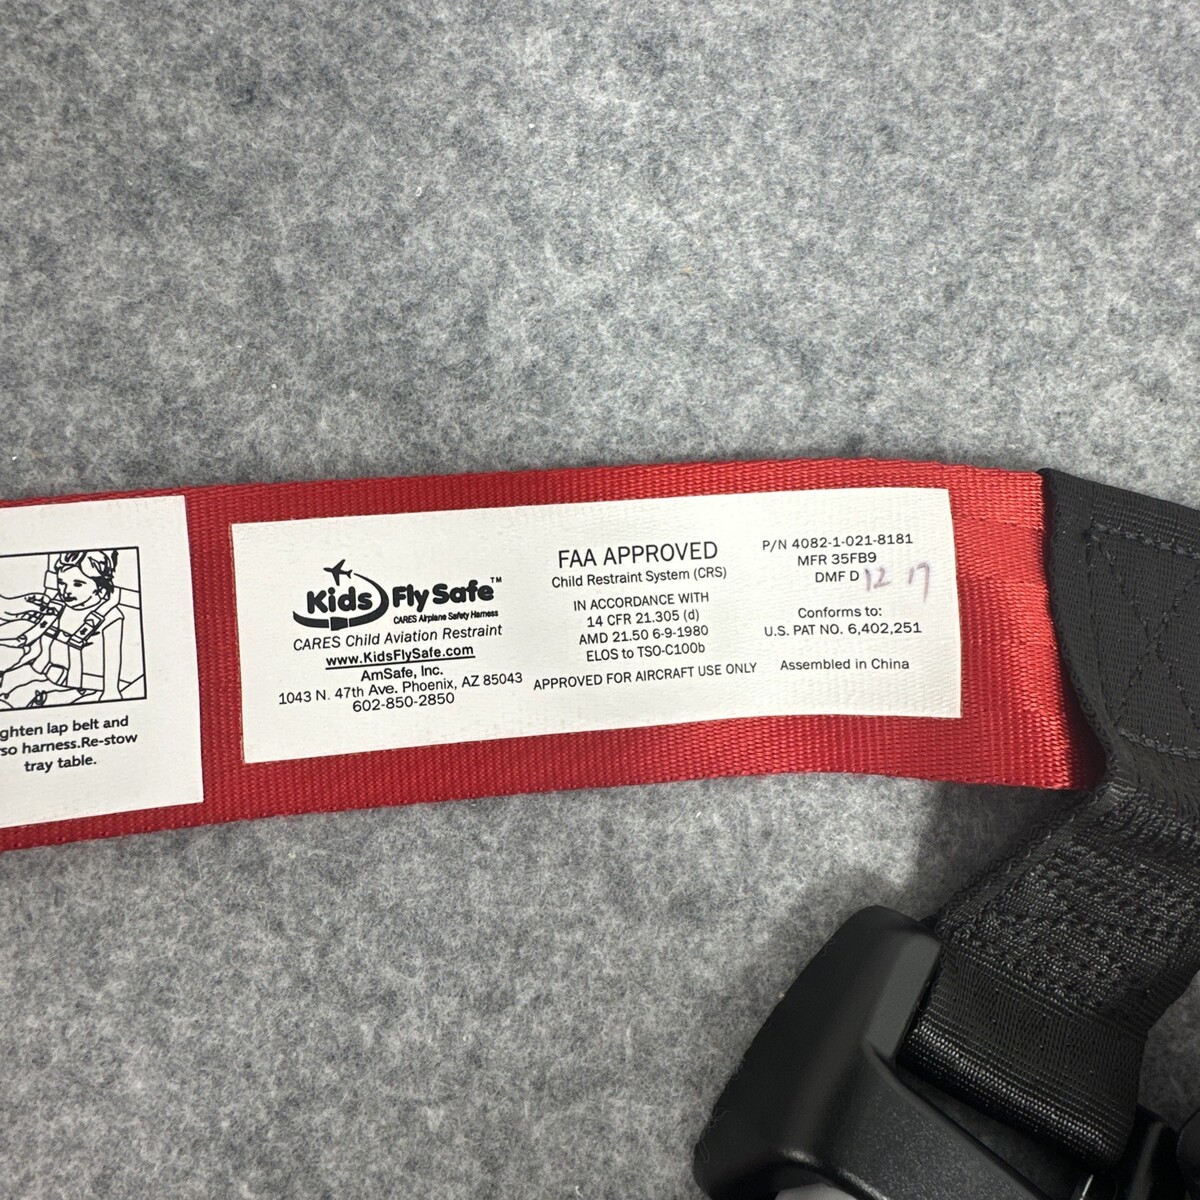 ghten lap belt and
so harness.Re-stow
tray table.
Kids Fly Safe™
CARES Airplane Safety Harness
CARES Child Aviation Restraint
www.KidsFlySafe.com
AmSafe, Inc.
1043 N. 47th Ave. Phoenix, AZ 85043
602-850-2850
FAA APPROVED
Child Restraint System (CRS)
IN ACCORDANCE WITH
14 CFR 21.305 (d)
AMD 21.50 6-9-1980
ELOS to TSO-C100b
APPROVED FOR AIRCRAFT USE ONLY
P/N 4082-1-021-8181
MFR 35FB9
DMF D 12 17
Conforms to:
U.S. PAT NO. 6,402,251
Assembled in China